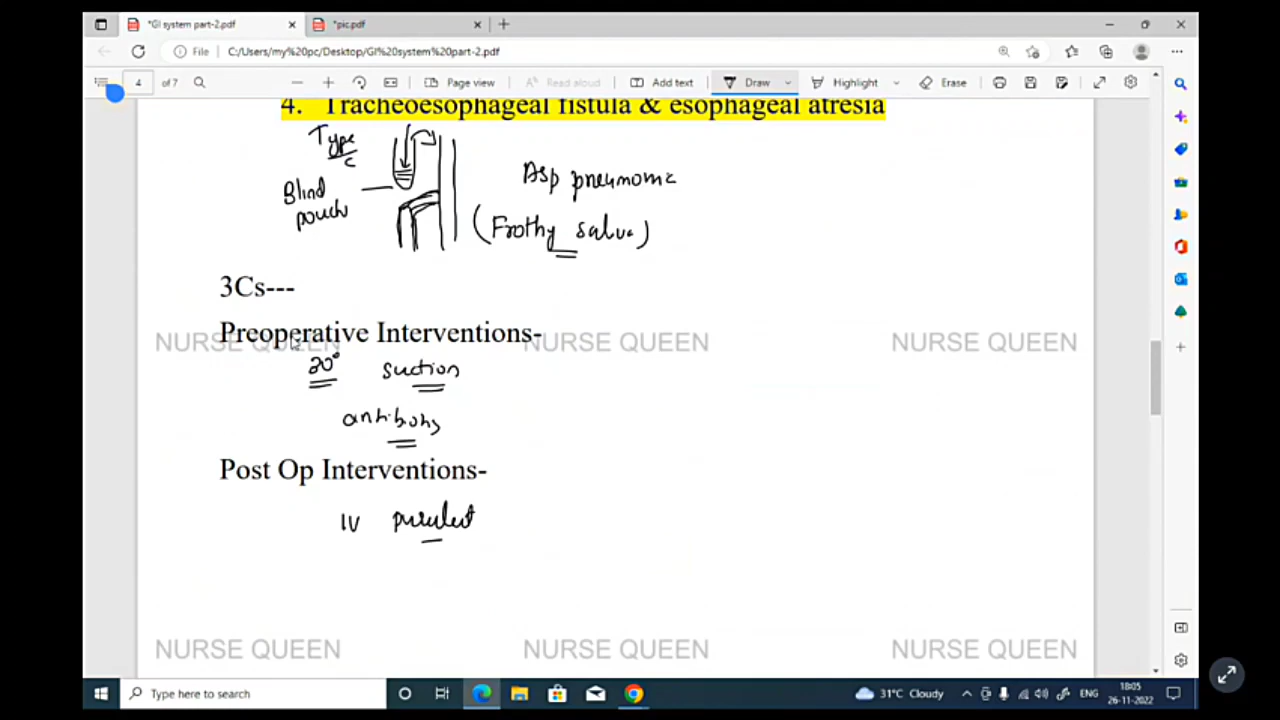 *GI system part-2.pdf
*pic.pdf
File
C:/Users/my%20pc/Desktop/GI%20system%20part-2.pdf
4 of 7
Page view
Read aloud
Add text
Draw
Highlight
Erase
4. Tracheoesophageal fistula & esophageal atresia
Type
C
Blind
pouch
Asp pneumonia
(Frothy saliva)
3Cs---
Preoperative Interventions-
NURSE QUEEN NURSE QUEEN NURSE QUEEN
30° suction
Post Op Interventions-
IV purulent
NURSE QUEEN NURSE QUEEN NURSE QUEEN
Type here to search
31°C Cloudy
ENG
18:05
26-11-2022